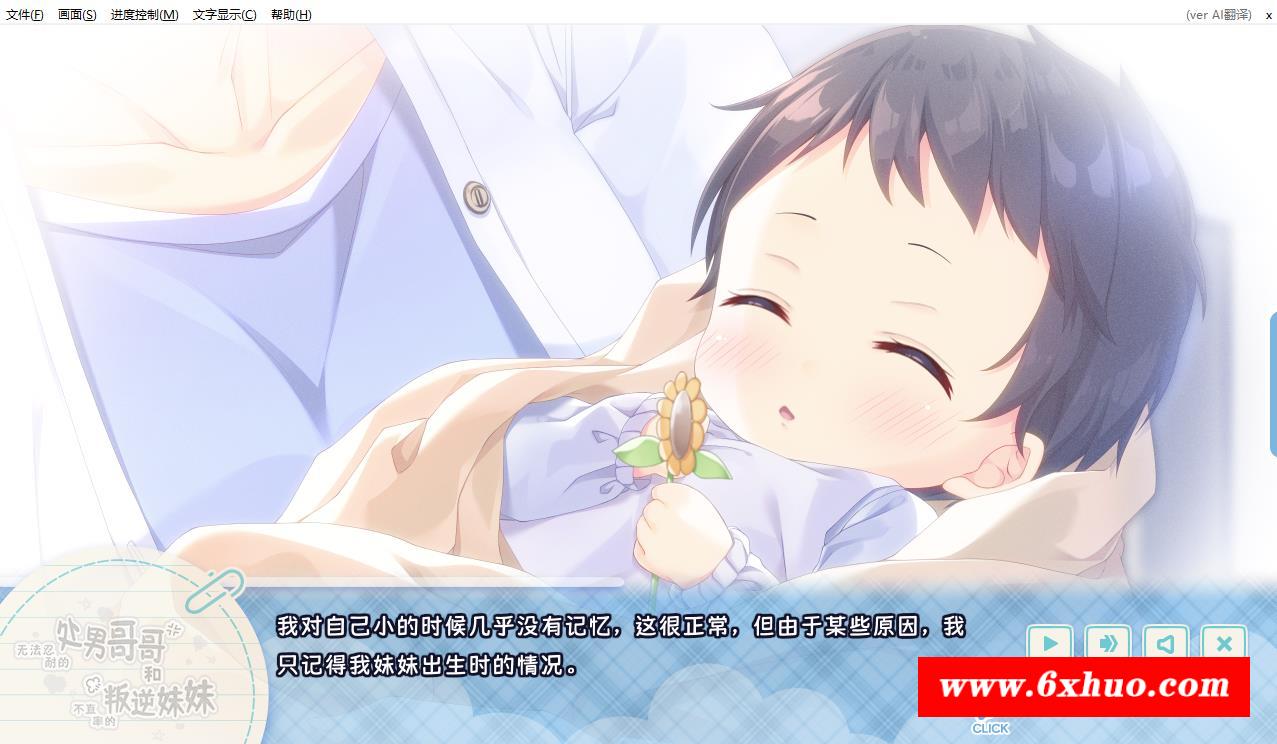 文件(F) 画面(S) 进度控制(M) 文字显示(C) 帮助(H) (ver AI翻译) x
我对自己小的时候几乎没有记忆，这很正常，但由于某些原因，我
只记得我妹妹出生时的情况。
无法忍
耐的
处男哥哥
和
不直
率的
叛逆妹妹
www.6xhuo.com
CLICK